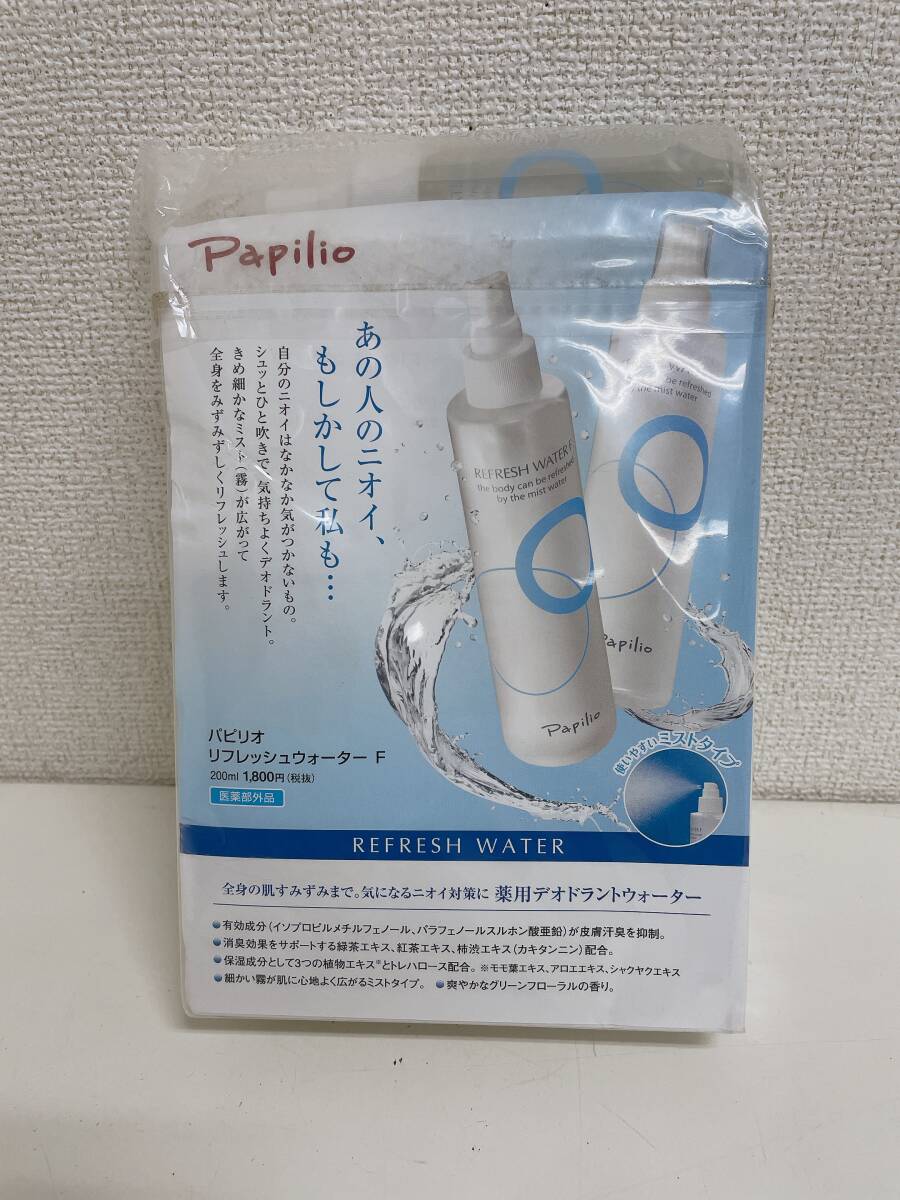 Papilio
あの人のニオイ、
もしかして私も…
自分のニオイはなかなか気がつかないもの。
シュッとひと吹きで、気持ちよくデオドラント。
きめ細かなミスト(霧)が広がって
全身をみずみずしくリフレッシュします。
REFRESH WATER F
the body can be refreshed
by the mist water
Papilio
be refreshed
the mist water
Papilio
パピリオ
リフレッシュウォーター F
200ml 1,800円(税抜)
医薬部外品
使いやすいミストタイプ
REFRESH WATER
全身の肌すみずみまで。気になるニオイ対策に 薬用デオドラントウォーター
●有効成分(イソプロピルメチルフェノール、パラフェノールスルホン酸亜鉛)が皮膚汗臭を抑制。
●消臭効果をサポートする緑茶エキス、紅茶エキス、柿渋エキス(カキタンニン)配合。
●保湿成分として3つの植物エキス※とトレハロース配合。 ※モモ葉エキス、アロエエキス、シャクヤクエキス
●細かい霧が肌に心地よく広がるミストタイプ。 ●爽やかなグリーンフローラルの香り。